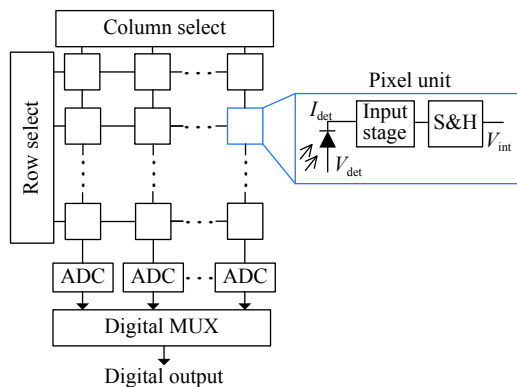 Column select
Row select
Pixel unit
I_det
Input
stage
S&H
V_int
V_det
ADC ADC ADC
Digital MUX
Digital output